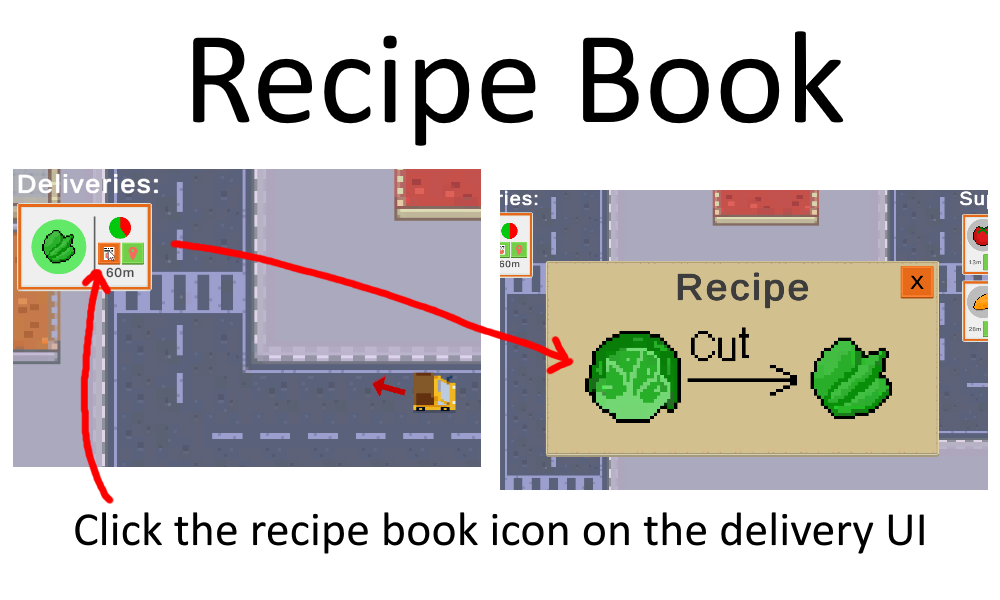 Recipe Book
Deliveries:
60m
ries:
60m
Su
13m
28m
Recipe
X
Cut
Click the recipe book icon on the delivery UI